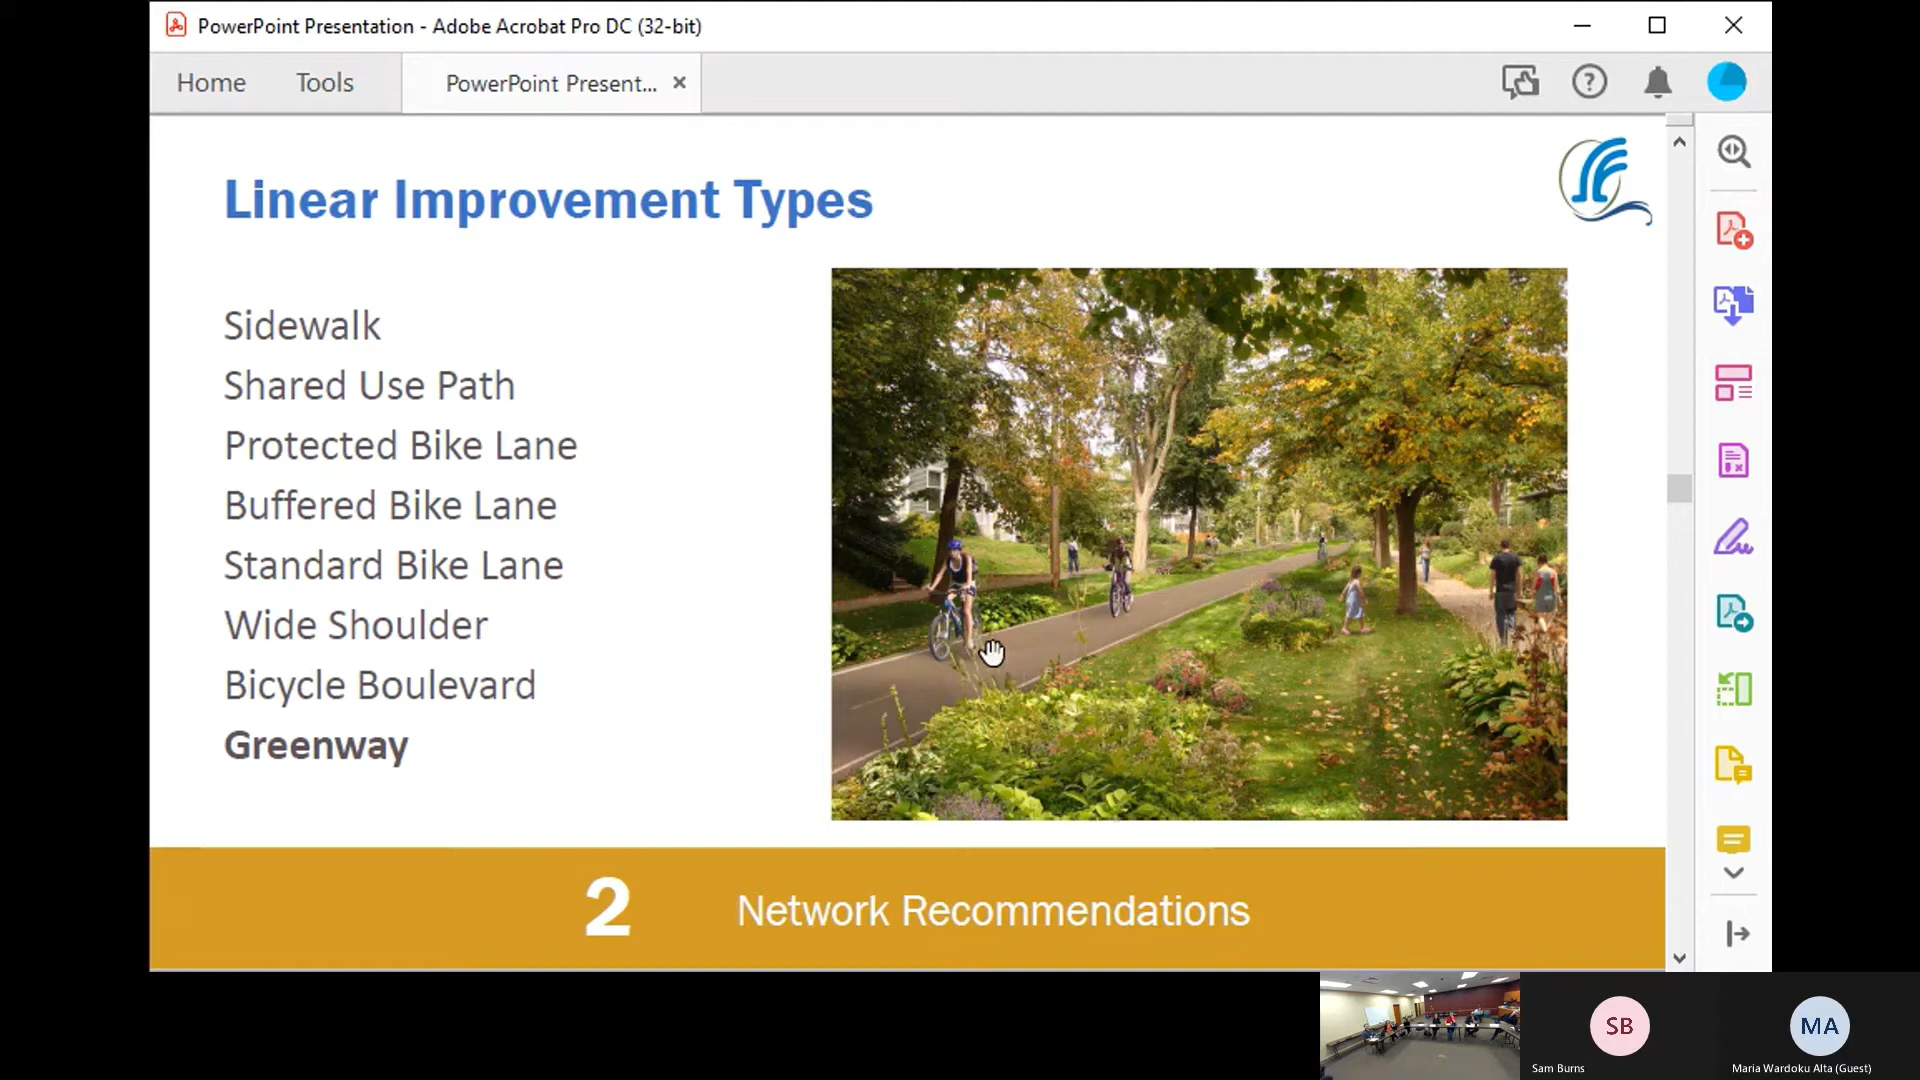 PowerPoint Presentation - Adobe Acrobat Pro DC (32-bit)
Home Tools PowerPoint Present...
Linear Improvement Types
Sidewalk
Shared Use Path
Protected Bike Lane
Buffered Bike Lane
Standard Bike Lane
Wide Shoulder
Bicycle Boulevard
Greenway
2 Network Recommendations
SB
MA
Sam Burns
Maria Wardoku Alta (Guest)